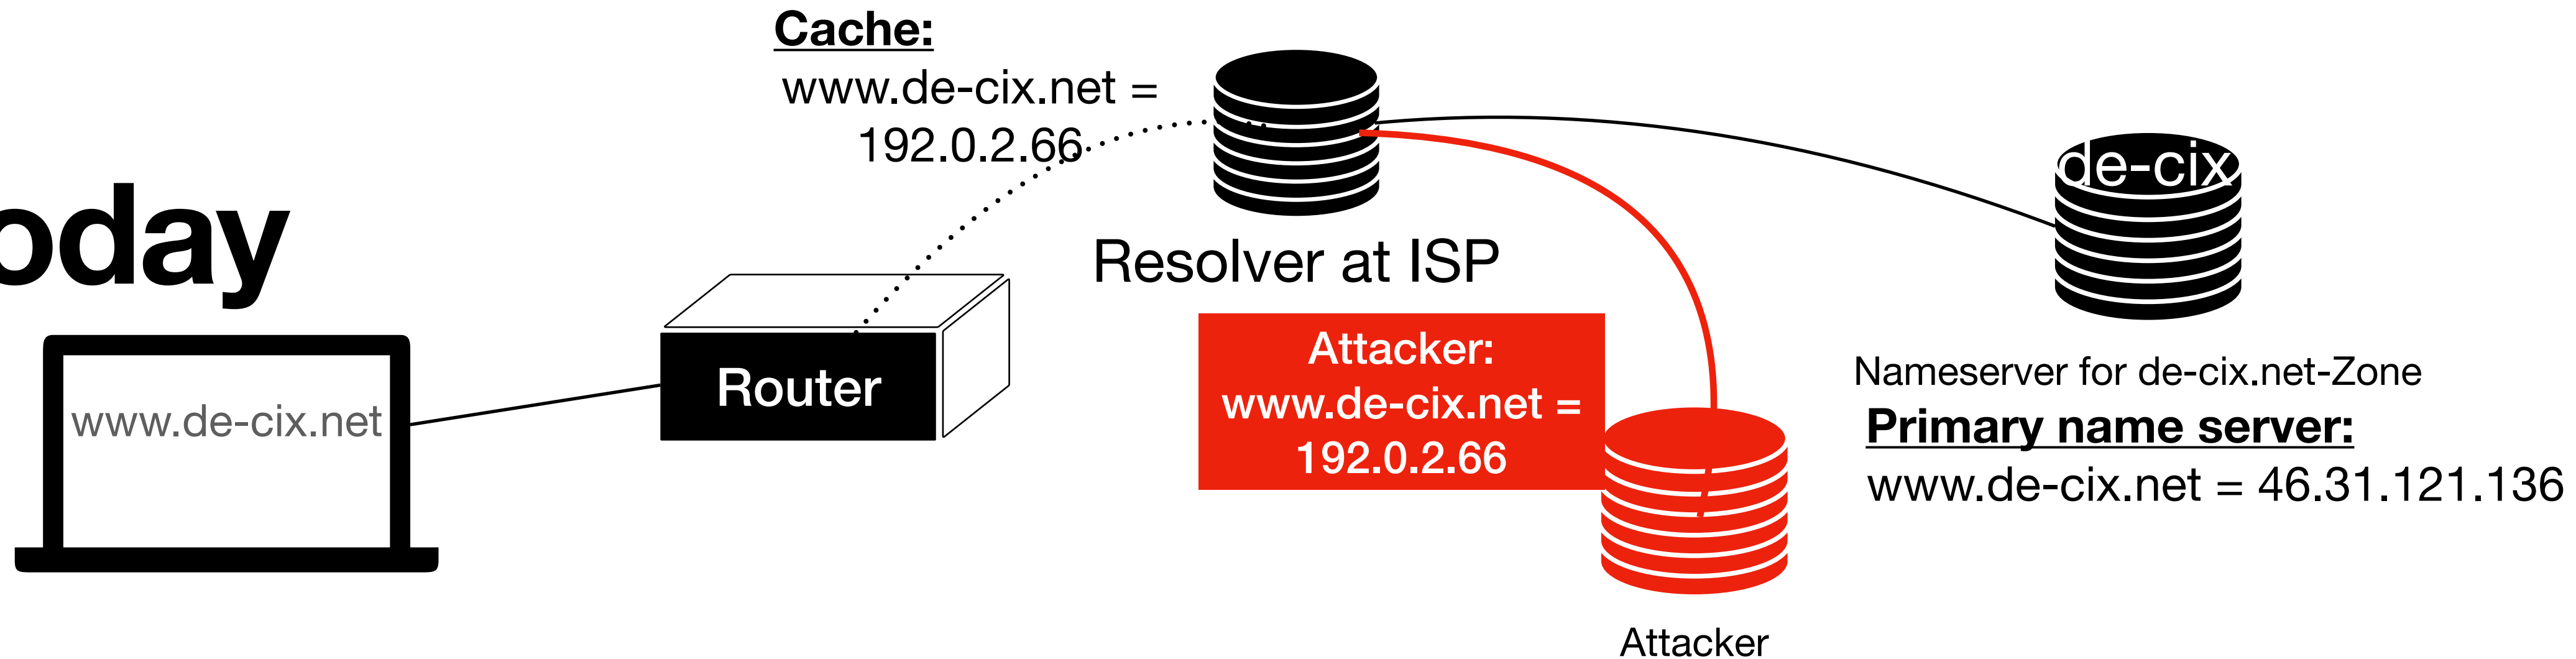 oday
www.de-cix.net
Router
Cache:
www.de-cix.net =
192.0.2.66
Resolver at ISP
Attacker:
www.de-cix.net =
192.0.2.66
Attacker
de-cix
Nameserver for de-cix.net-Zone
Primary name server:
www.de-cix.net = 46.31.121.136